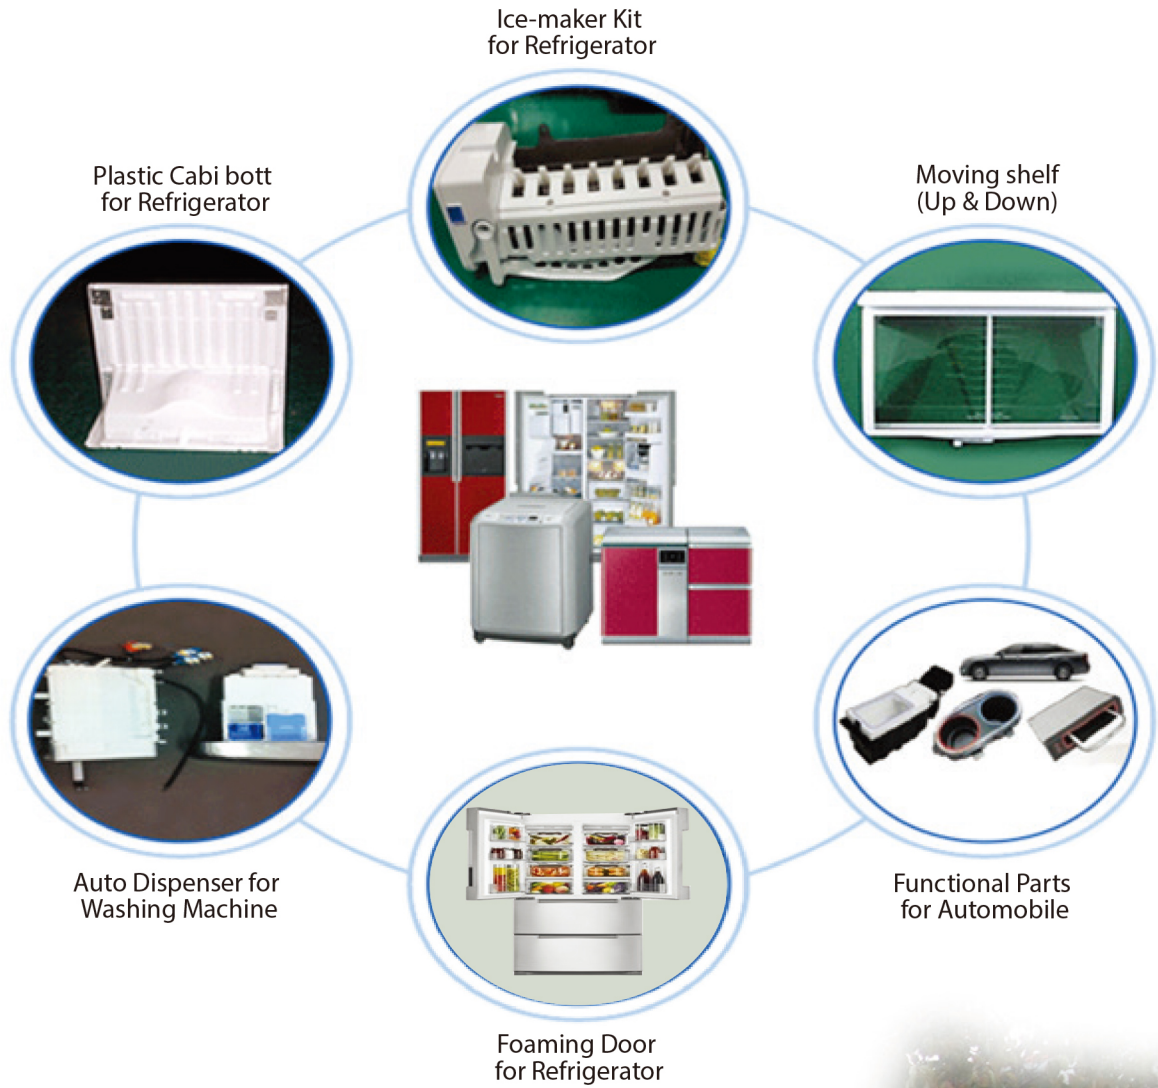 Ice-maker Kit
for Refrigerator
Plastic Cabi bott
for Refrigerator
Moving shelf
(Up & Down)
Auto Dispenser for
Washing Machine
Functional Parts
for Automobile
Foaming Door
for Refrigerator